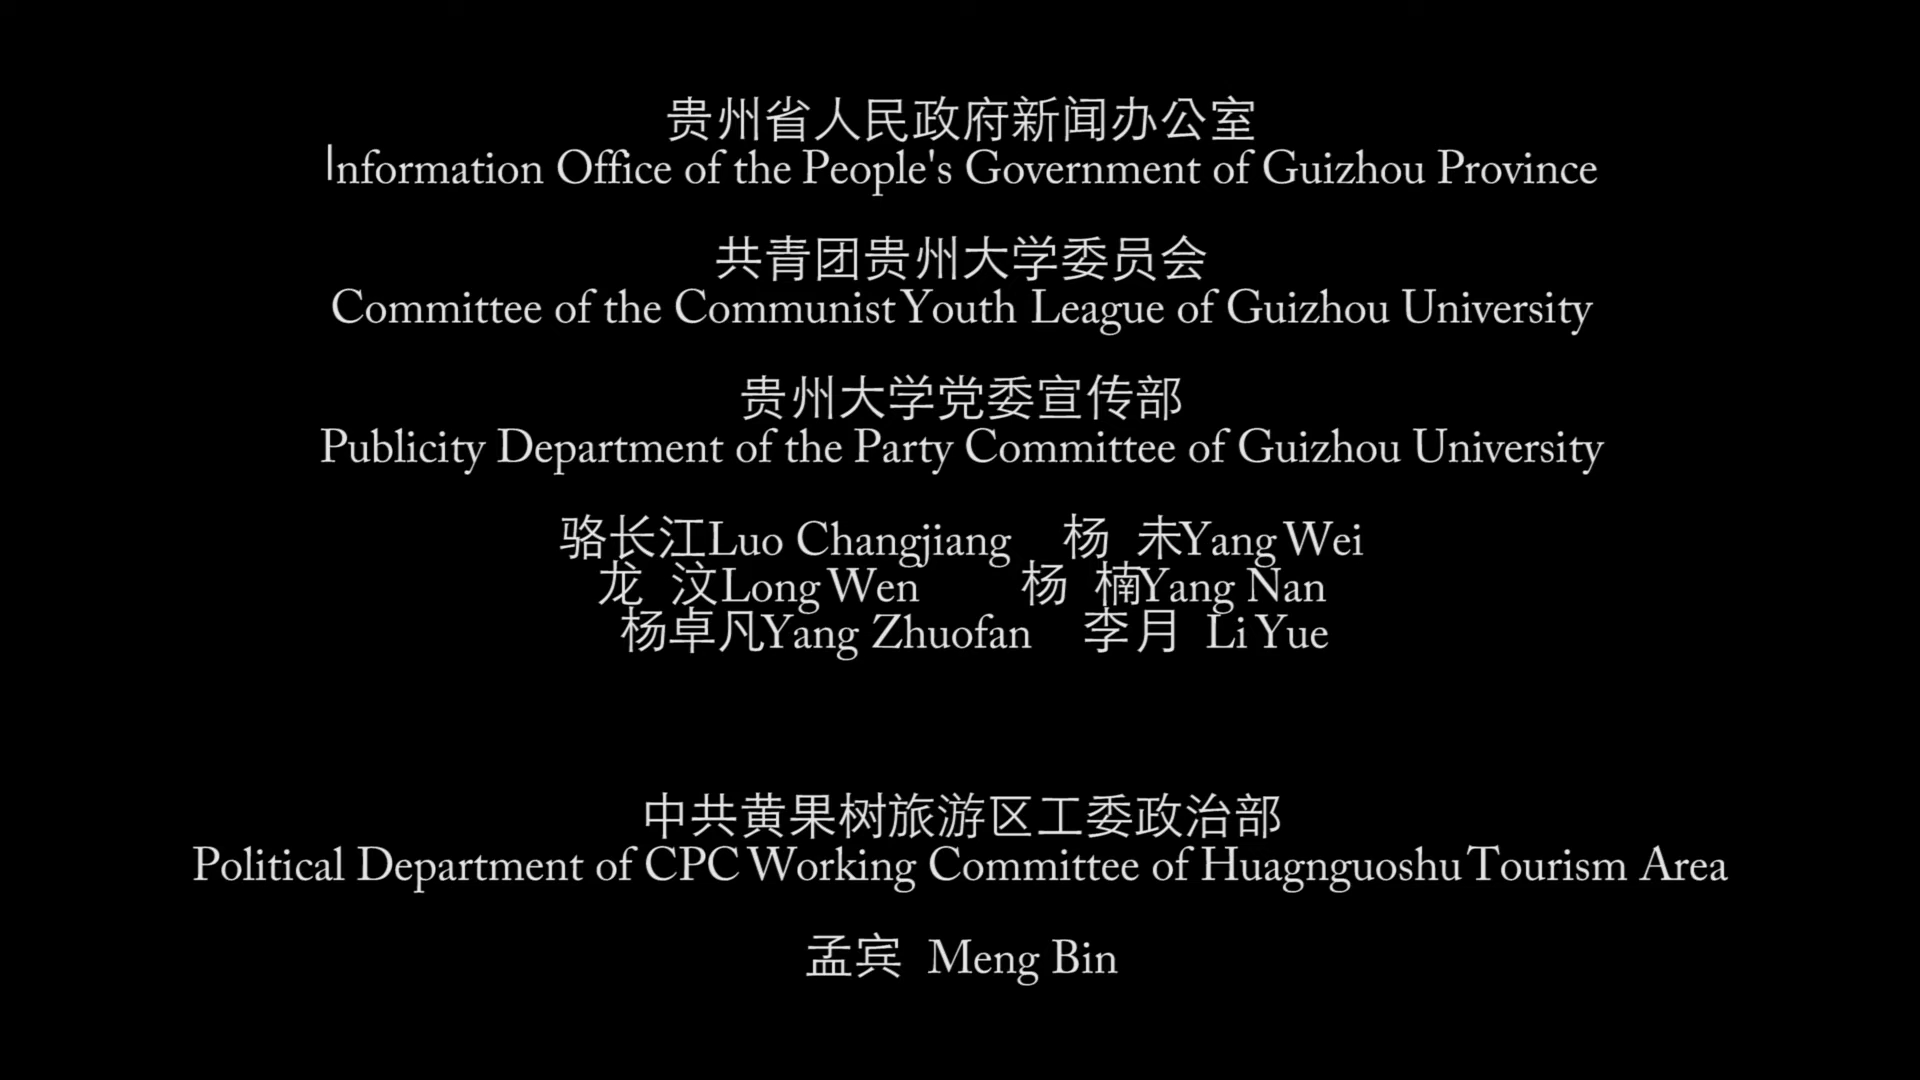 贵州省人民政府新闻办公室
Information Office of the People's Government of Guizhou Province
共青团贵州大学委员会
Committee of the Communist Youth League of Guizhou University
贵州大学党委宣传部
Publicity Department of the Party Committee of Guizhou University
骆长江Luo Changjiang 杨 未Yang Wei
龙 汶Long Wen 杨 楠Yang Nan
杨卓凡Yang Zhuofan 李月 Li Yue
中共黄果树旅游区工委政治部
Political Department of CPC Working Committee of Huagnguoshu Tourism Area
孟宾 Meng Bin